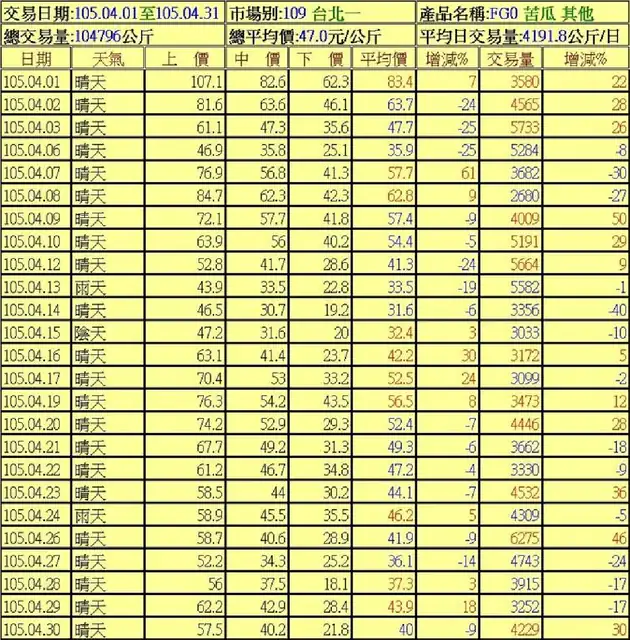 交易日期:105.04.01至105.04.31 市場別:109 台北一 產品名稱:FG0 苦瓜 其他
總交易量:104796公斤 總平均價:47.0元/公斤 平均日交易量:4191.8公斤/日
日期 天氣 上 價 中 價 下 價 平均價 增減% 交易量 增減%
105.04.01 晴天 107.1 82.6 62.3 83.4 7 3580 22
105.04.02 晴天 81.6 63.6 46.1 63.7 -24 4565 28
105.04.03 晴天 61.1 47.3 35.6 47.7 -25 5733 26
105.04.06 晴天 46.9 35.8 25.1 35.9 -25 5284 -8
105.04.07 晴天 76.9 56.8 41.3 57.7 61 3682 -30
105.04.08 晴天 84.7 62.3 42.3 62.8 9 2680 -27
105.04.09 晴天 72.1 57.7 41.8 57.4 -9 4009 50
105.04.10 晴天 63.9 56 40.2 54.4 -5 5191 29
105.04.12 晴天 52.8 41.7 28.6 41.3 -24 5664 9
105.04.13 雨天 43.9 33.5 22.8 33.5 -19 5582 -1
105.04.14 晴天 46.5 30.7 19.2 31.6 -6 3356 -40
105.04.15 陰天 47.2 31.6 20 32.4 3 3033 -10
105.04.16 晴天 63.1 41.4 23.7 42.2 30 3172 5
105.04.17 晴天 70.4 53 33.2 52.5 24 3099 -2
105.04.19 晴天 76.3 54.2 43.5 56.5 8 3473 12
105.04.20 晴天 74.2 52.9 29.3 52.4 -7 4446 28
105.04.21 晴天 67.7 49.2 31.3 49.3 -6 3662 -18
105.04.22 晴天 61.2 46.7 34.8 47.2 -4 3330 -9
105.04.23 晴天 58.5 44 30.2 44.1 -7 4532 36
105.04.24 雨天 58.9 45.5 35.5 46.2 5 4309 -5
105.04.26 晴天 58.7 40.6 28.9 41.9 -9 6275 46
105.04.27 晴天 52.2 34.3 25.2 36.1 -14 4743 -24
105.04.28 晴天 56 37.5 18.1 37.3 3 3915 -17
105.04.29 晴天 62.2 42.9 28.4 43.9 18 3252 -17
105.04.30 晴天 57.5 40.2 21.8 40 -9 4229 30